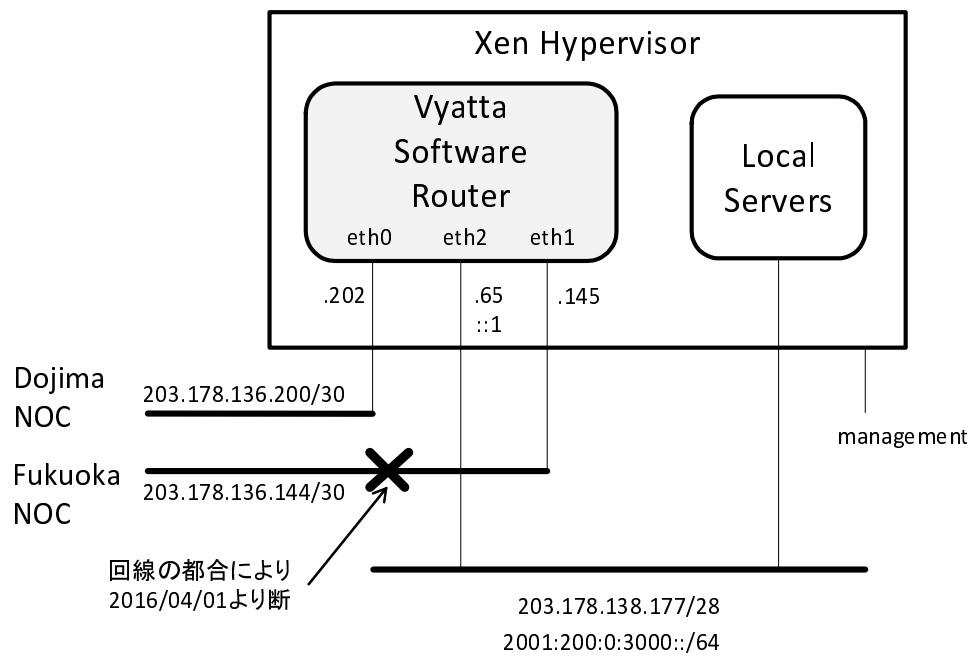 Xen Hypervisor
Vyatta
Software
Router
eth0 eth2 eth1
Local
Servers
.202
.65
::1
.145
Dojima
NOC
203.178.136.200/30
management
Fukuoka
NOC
203.178.136.144/30
回線の都合により
2016/04/01より断
203.178.138.177/28
2001:200:0:3000::/64